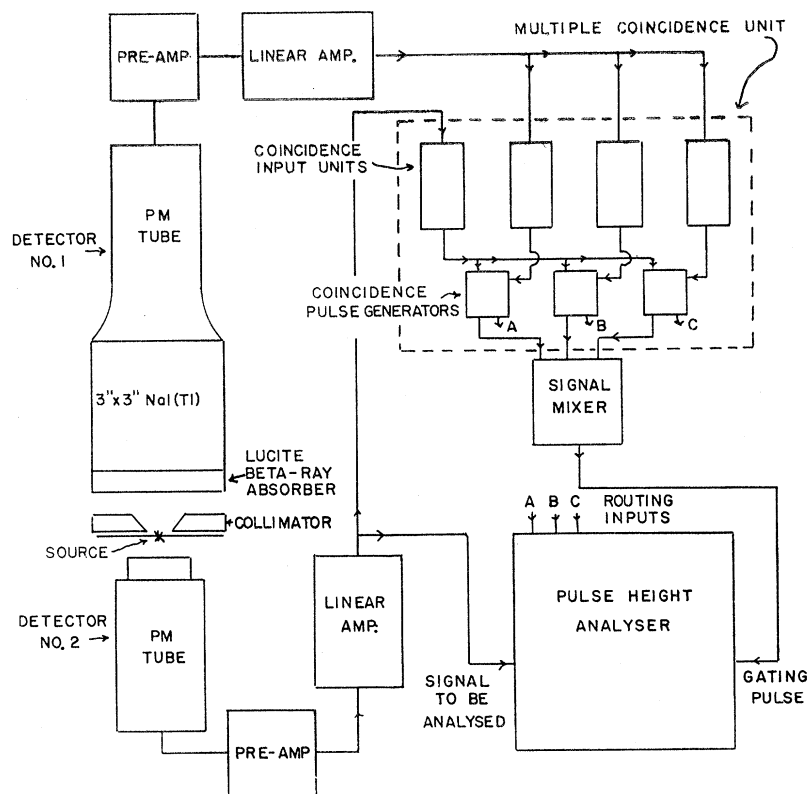 MULTIPLE COINCIDENCE UNIT
PRE-AMP.
LINEAR AMP.
COINCIDENCE
INPUT UNITS
PM
TUBE
DETECTOR
NO. 1
COINCIDENCE
PULSE GENERATORS
A
B
C
3"x3" NaI(Tl)
SIGNAL
MIXER
LUCITE
BETA-RAY
ABSORBER
COLLIMATOR
SOURCE
A B C ROUTING
INPUTS
DETECTOR
NO. 2
PM
TUBE
LINEAR
AMP.
PULSE HEIGHT
ANALYSER
SIGNAL
TO BE
ANALYSED
GATING
PULSE
PRE-AMP